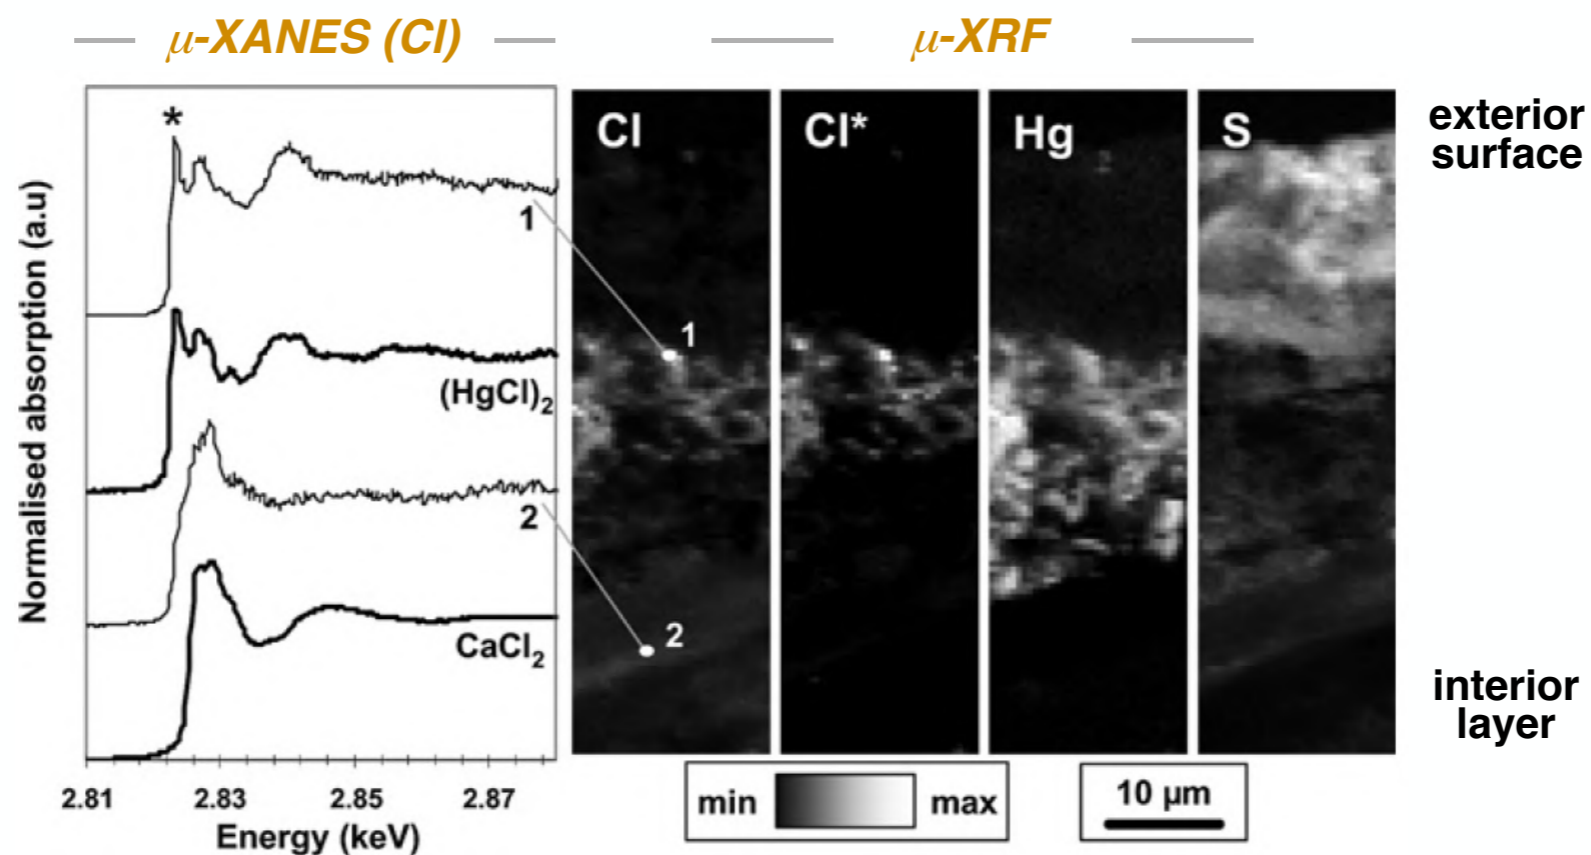 μ-XANES (Cl)
μ-XRF
*
1
(HgCl)2
2
CaCl2
Normalised absorption (a.u)
2.81 2.83 2.85 2.87
Energy (keV)
Cl
1
2
Cl*
Hg
S
exterior
surface
interior
layer
min max
10 μm